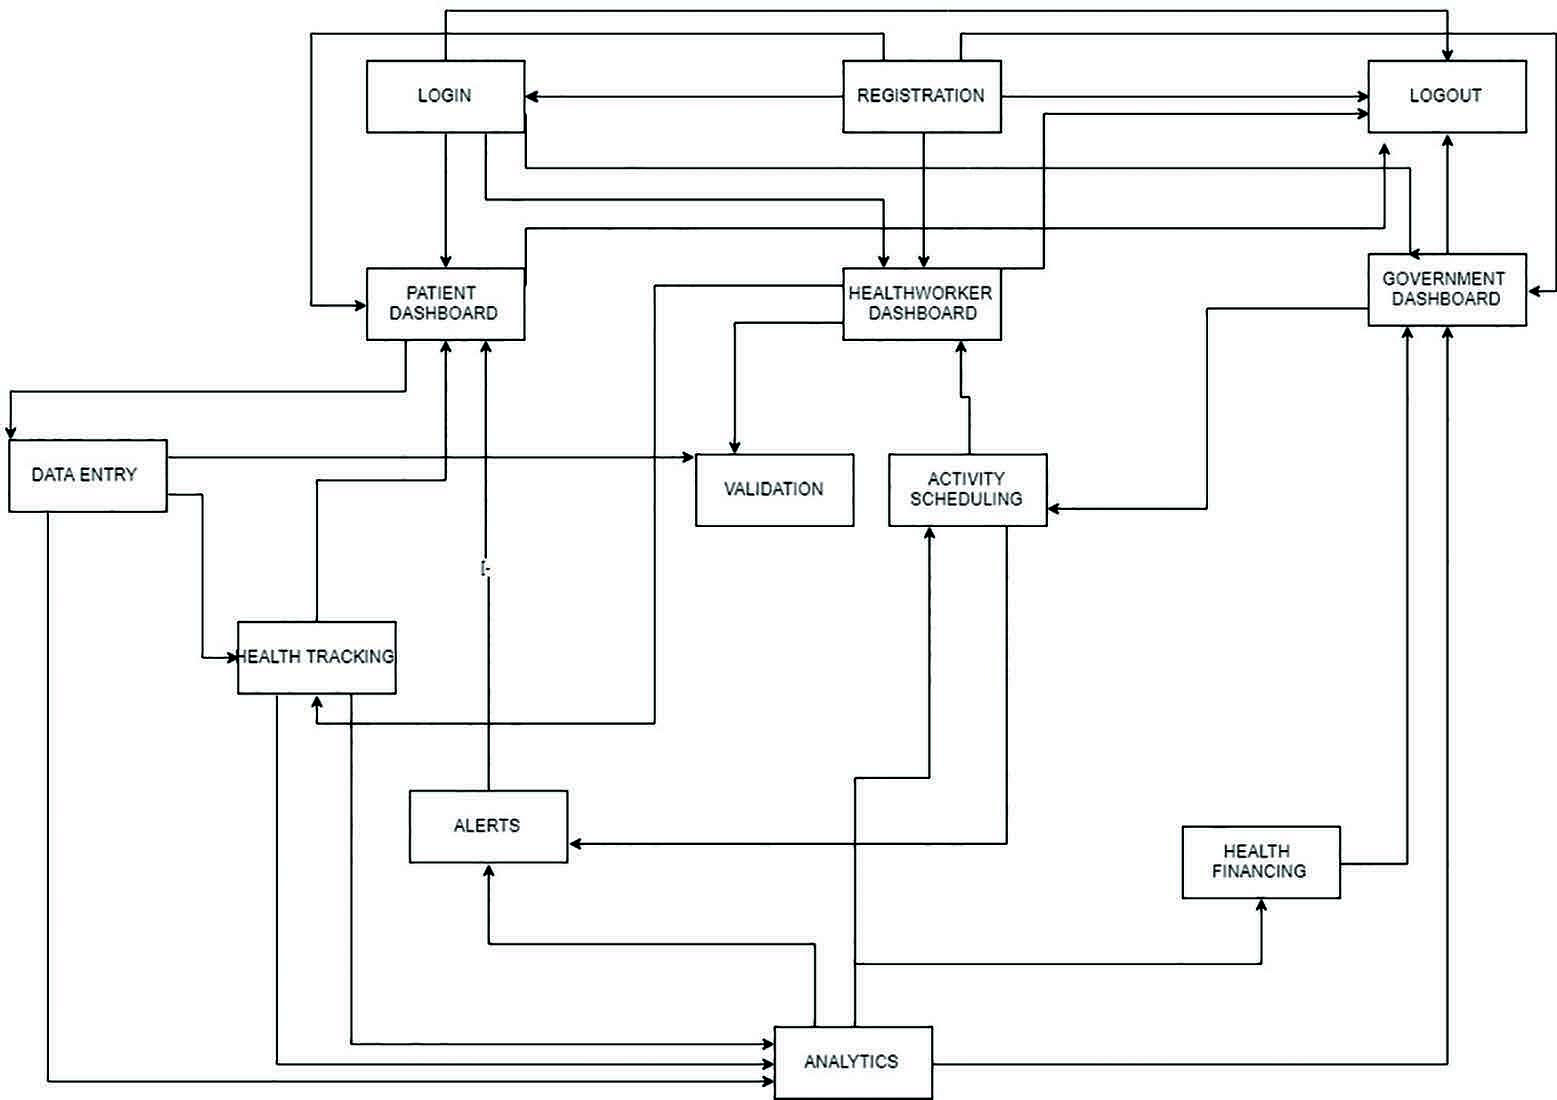 LOGIN
REGISTRATION
LOGOUT
PATIENT
DASHBOARD
HEALTHWORKER
DASHBOARD
GOVERNMENT
DASHBOARD
DATA ENTRY
VALIDATION
ACTIVITY
SCHEDULING
HEALTH TRACKING
ALERTS
HEALTH
FINANCING
ANALYTICS